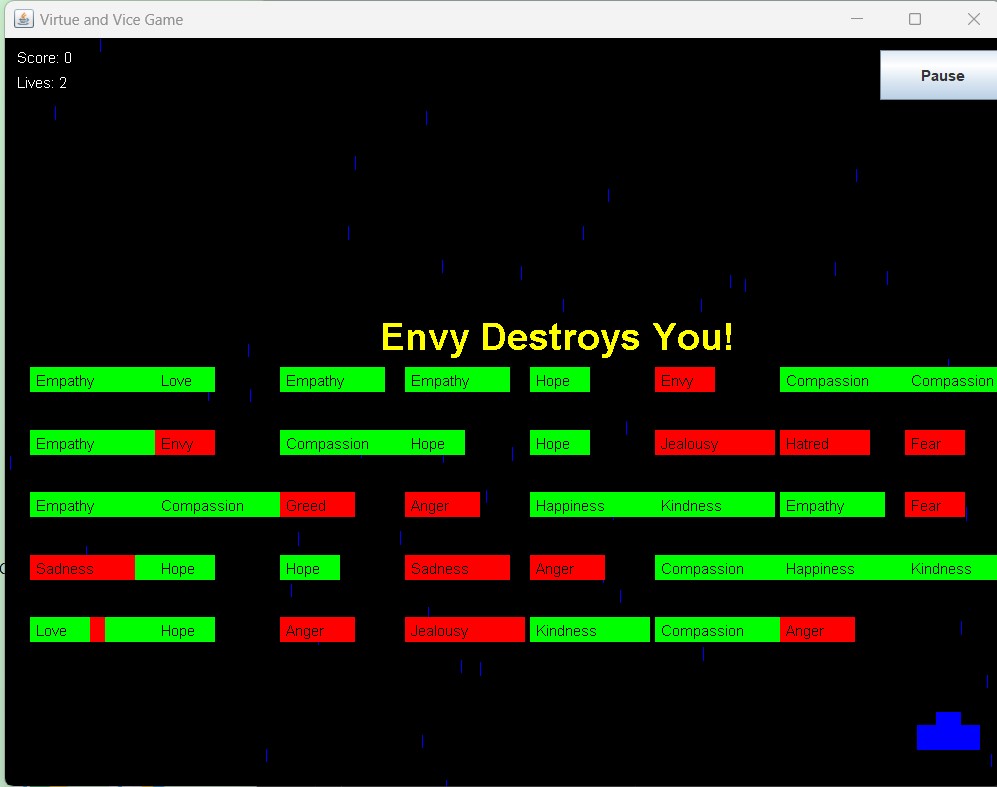 Virtue and Vice Game
Score: 0
Lives: 2
Pause
Envy Destroys You!
Empathy Love Empathy Empathy Hope Envy Compassion Compassion
Empathy Envy Compassion Hope Hope Jealousy Hatred Fear
Empathy Compassion Greed Anger Happiness Kindness Empathy Fear
Sadness Hope Hope Sadness Anger Compassion Happiness Kindness
Love Hope Anger Jealousy Kindness Compassion Anger